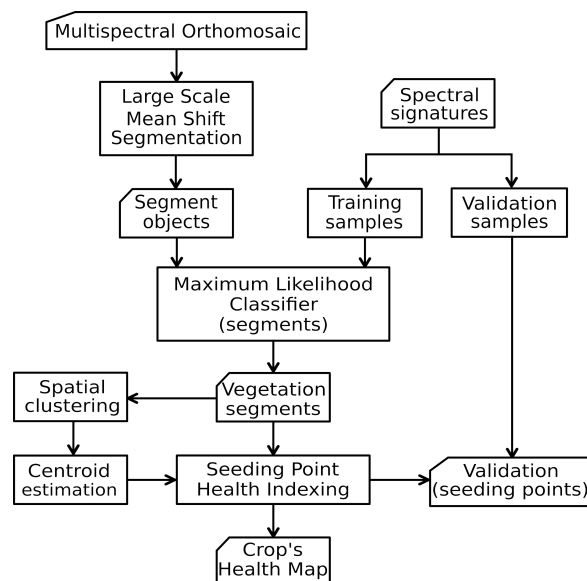 Multispectral Orthomosaic
Large Scale
Mean Shift
Segmentation
Spectral
signatures
Segment
objects
Training
samples
Validation
samples
Maximum Likelihood
Classifier
(segments)
Spatial
clustering
Vegetation
segments
Centroid
estimation
Seeding Point
Health Indexing
Validation
(seeding points)
Crop's
Health Map